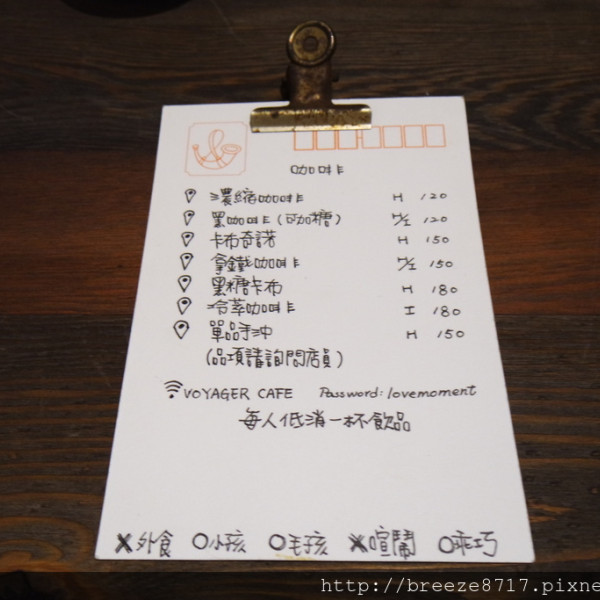 咖啡
濃縮咖啡 H 120
黑咖啡(可加糖) H/I 120
卡布奇諾 H 150
拿鐵咖啡 H/I 150
黑糖卡布 H 180
冷萃咖啡 I 180
單品手沖 H 150
(品項請詢問店員)
VOYAGER CAFE Password: lovemoment
每人低消一杯飲品
X外食 O小孩 O毛孩 X喧鬧 O乖巧
http://breeze8717.pixne